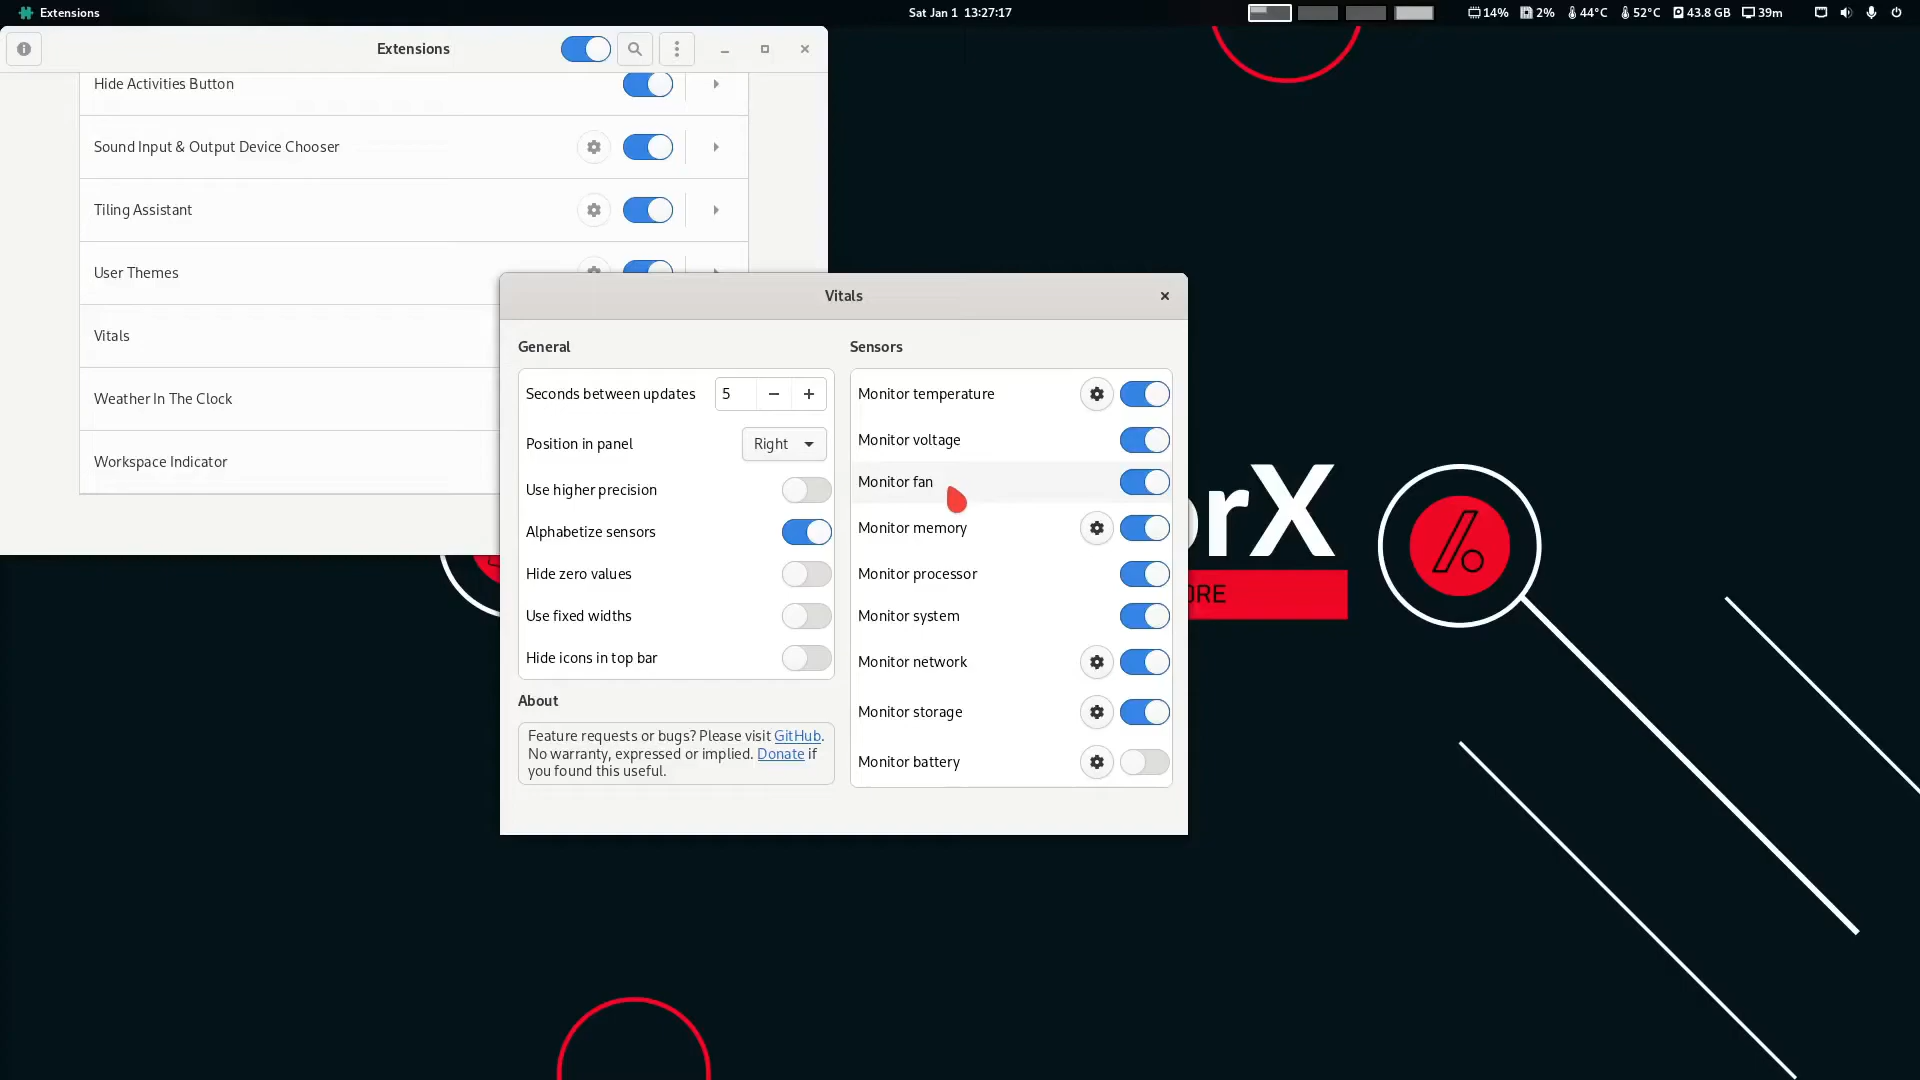 Extensions
Sat Jan 1 13:27:17
14% 2% 44°C 52°C 43.8 GB 39m
Extensions
Hide Activities Button
Sound Input & Output Device Chooser
Tiling Assistant
User Themes
Vitals
Weather In The Clock
Workspace Indicator
Vitals
General
Seconds between updates 5
Position in panel Right
Use higher precision
Alphabetize sensors
Hide zero values
Use fixed widths
Hide icons in top bar
About
Feature requests or bugs? Please visit GitHub.
No warranty, expressed or implied. Donate if
you found this useful.
Sensors
Monitor temperature
Monitor voltage
Monitor fan
Monitor memory
Monitor processor
Monitor system
Monitor network
Monitor storage
Monitor battery
rX